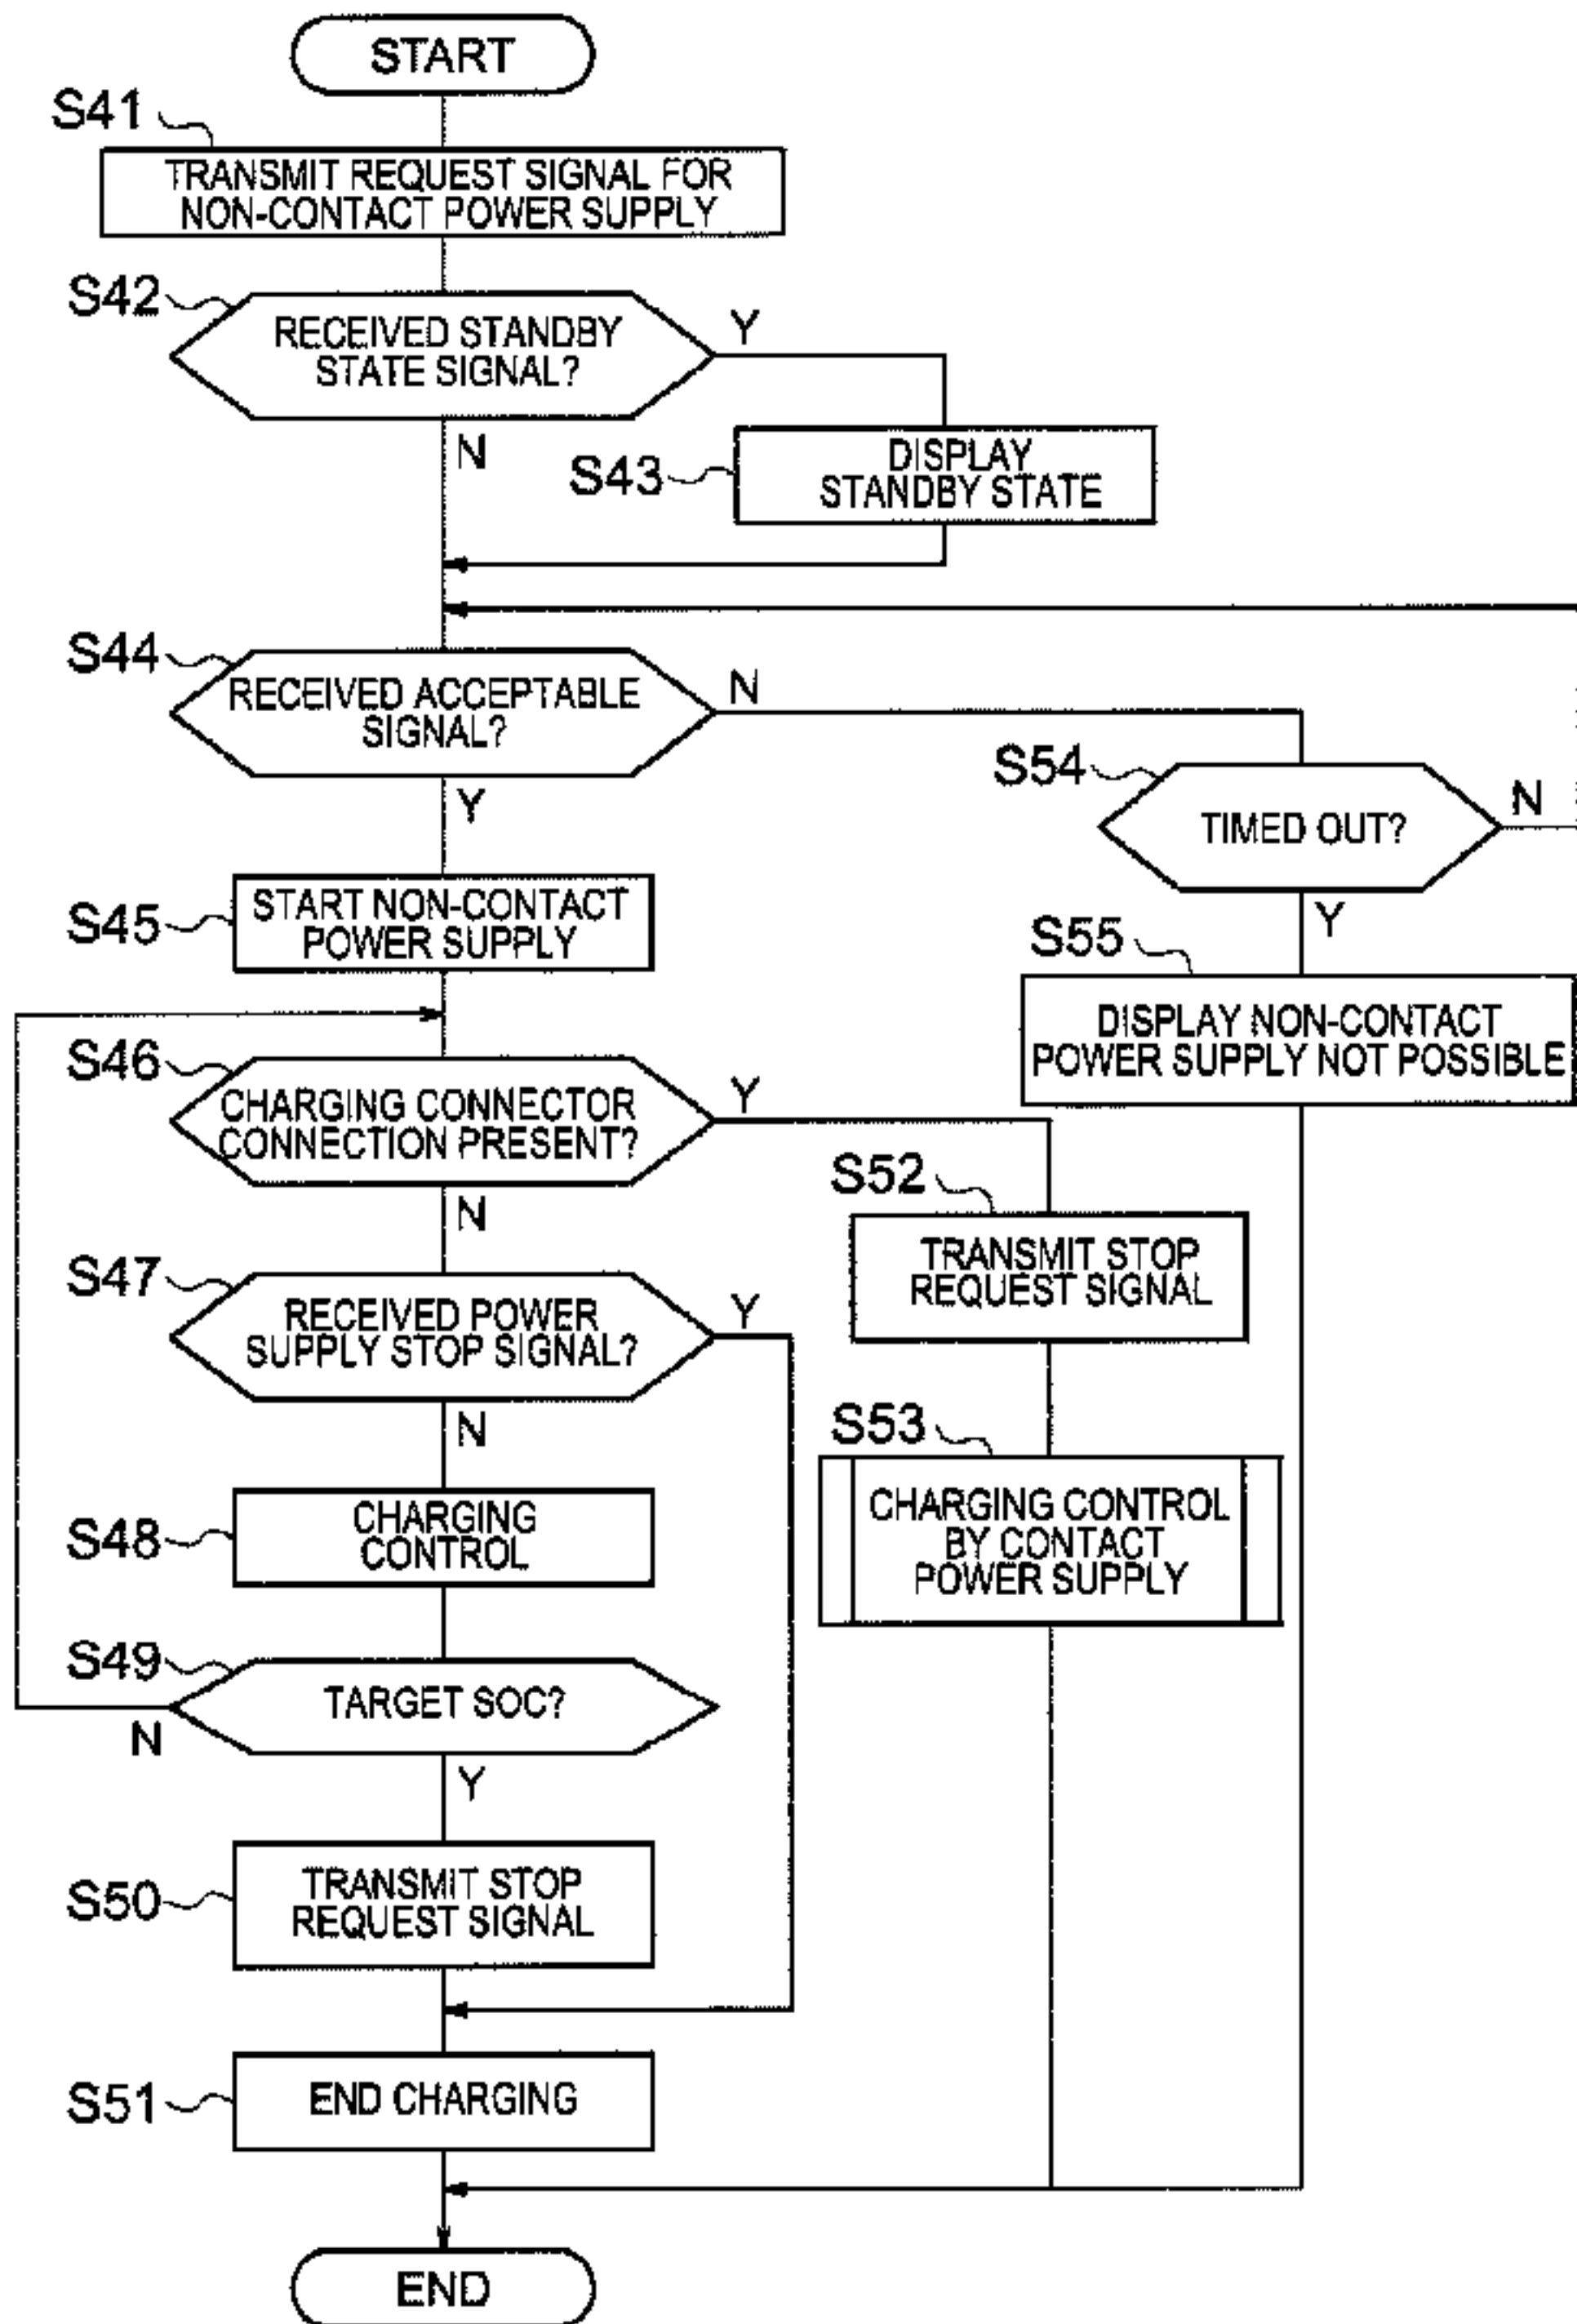 START
S41
TRANSMIT REQUEST SIGNAL FOR
NON-CONTACT POWER SUPPLY
S42
RECEIVED STANDBY
STATE SIGNAL?
Y
N
S43
DISPLAY
STANDBY STATE
S44
RECEIVED ACCEPTABLE
SIGNAL?
N
Y
S54
TIMED OUT?
N
Y
S45
START NON-CONTACT
POWER SUPPLY
S55
DISPLAY NON-CONTACT
POWER SUPPLY NOT POSSIBLE
S46
CHARGING CONNECTOR
CONNECTION PRESENT?
Y
N
S52
TRANSMIT STOP
REQUEST SIGNAL
S47
RECEIVED POWER
SUPPLY STOP SIGNAL?
Y
N
S53
CHARGING CONTROL
BY CONTACT
POWER SUPPLY
S48
CHARGING
CONTROL
S49
TARGET SOC?
N
Y
S50
TRANSMIT STOP
REQUEST SIGNAL
S51
END CHARGING
END